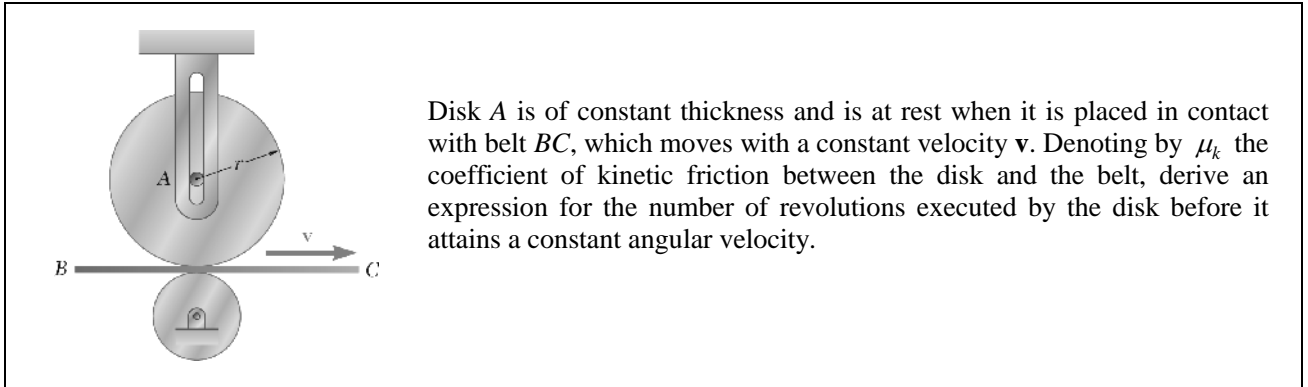 Disk A is of constant thickness and is at rest when it is placed in contact
with belt BC, which moves with a constant velocity v. Denoting by μk the
coefficient of kinetic friction between the disk and the belt, derive an
expression for the number of revolutions executed by the disk before it
attains a constant angular velocity.
r
A
v
B
C